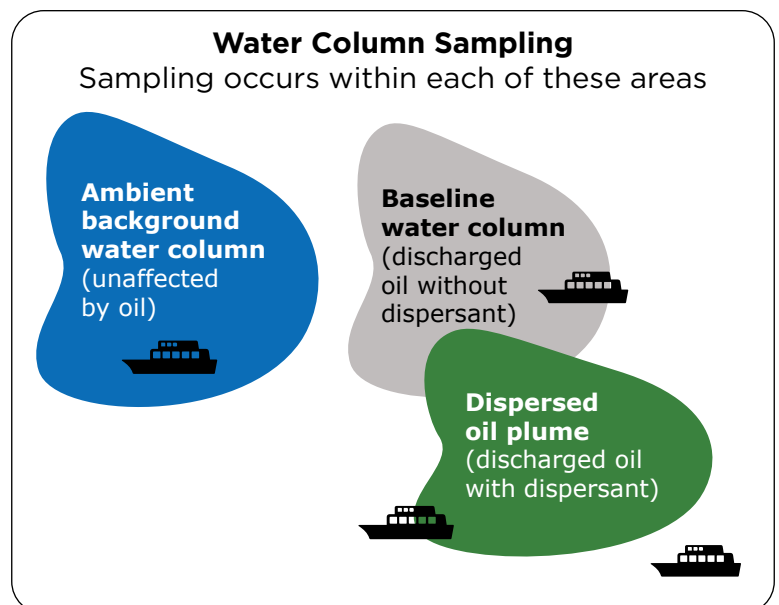 Water Column Sampling
Sampling occurs within each of these areas
Ambient
background
water column
(unaffected
by oil)
Baseline
water column
(discharged
oil without
dispersant)
Dispersed
oil plume
(discharged oil
with dispersant)